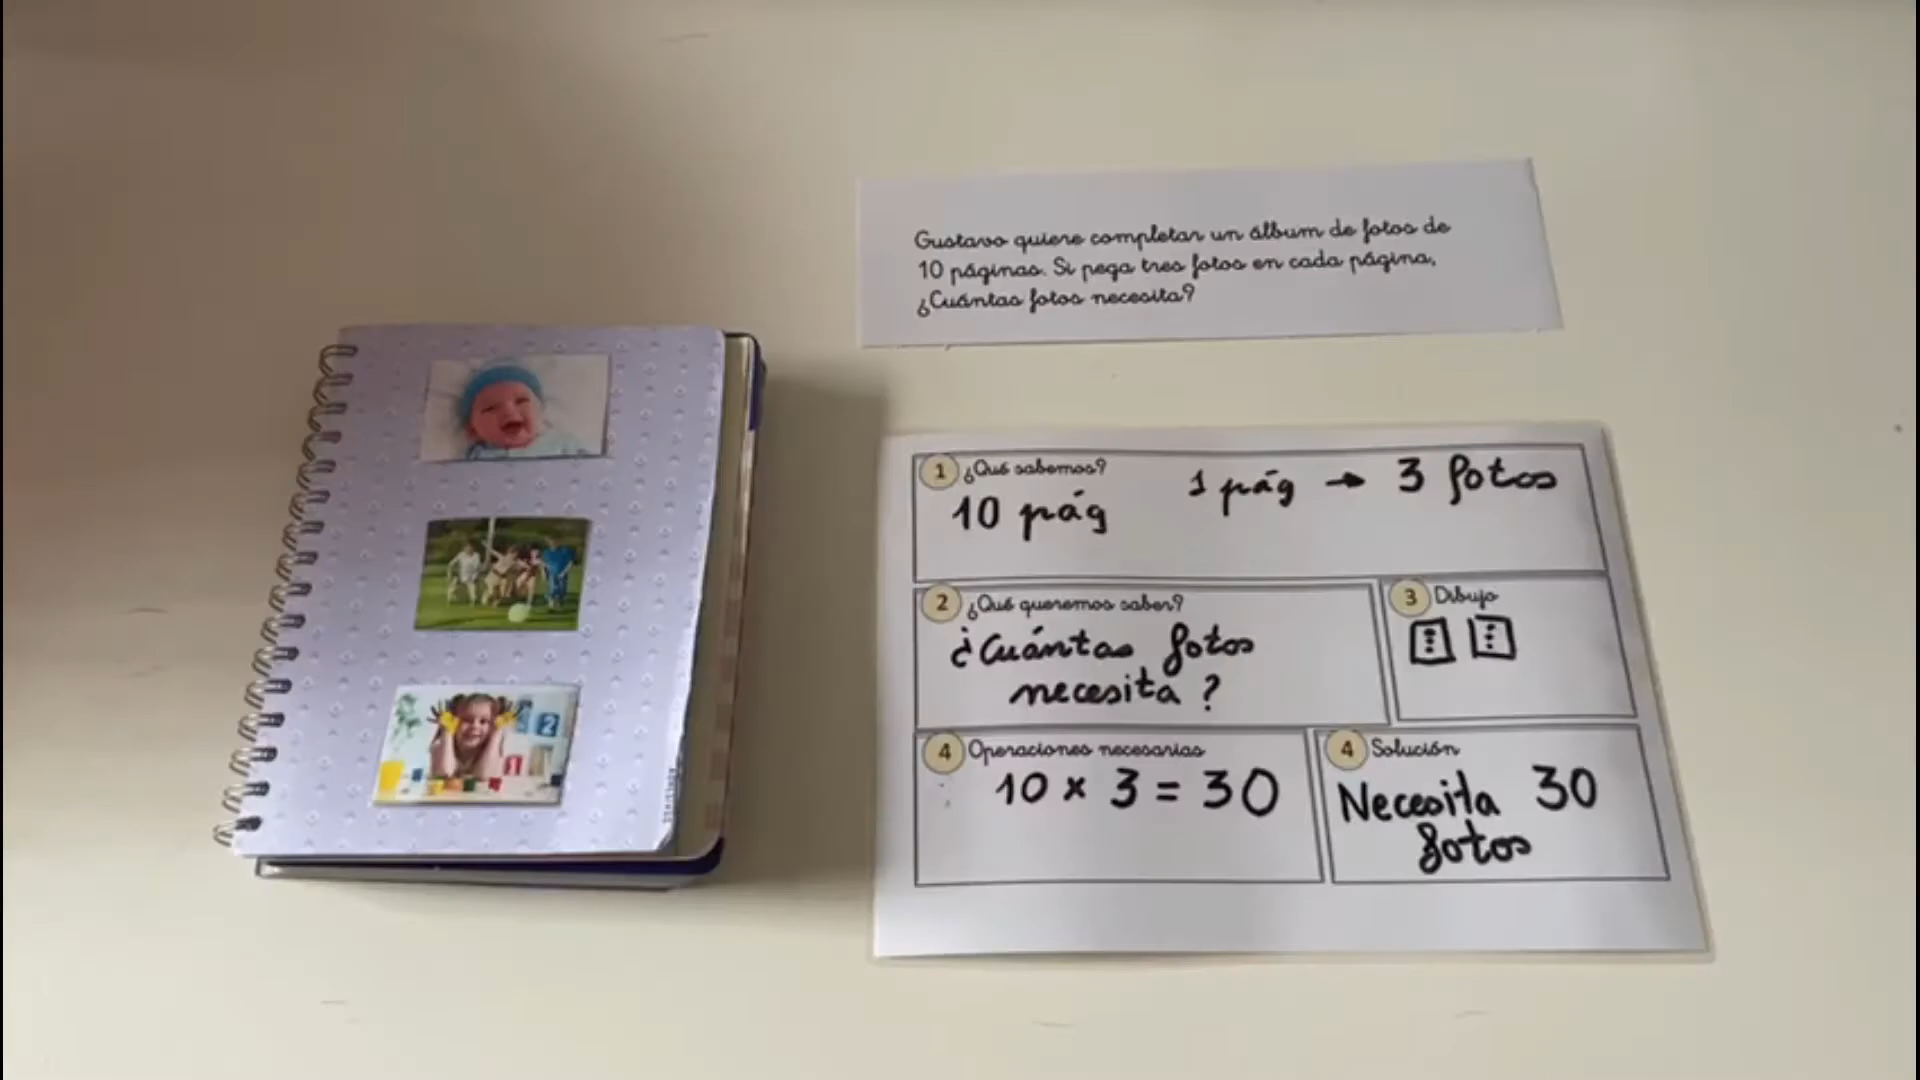 Gustavo quiere completar un álbum de fotos de
10 páginas. Si pega tres fotos en cada página,
¿Cuántas fotos necesita?
1 ¿Qué sabemos?
10 pág
1 pág → 3 fotos
2 ¿Qué queremos saber?
¿Cuántas fotos
necesita?
3 Dibujo
4 Operaciones necesarias
10 x 3 = 30
4 Solución
Necesita 30
fotos
2
1